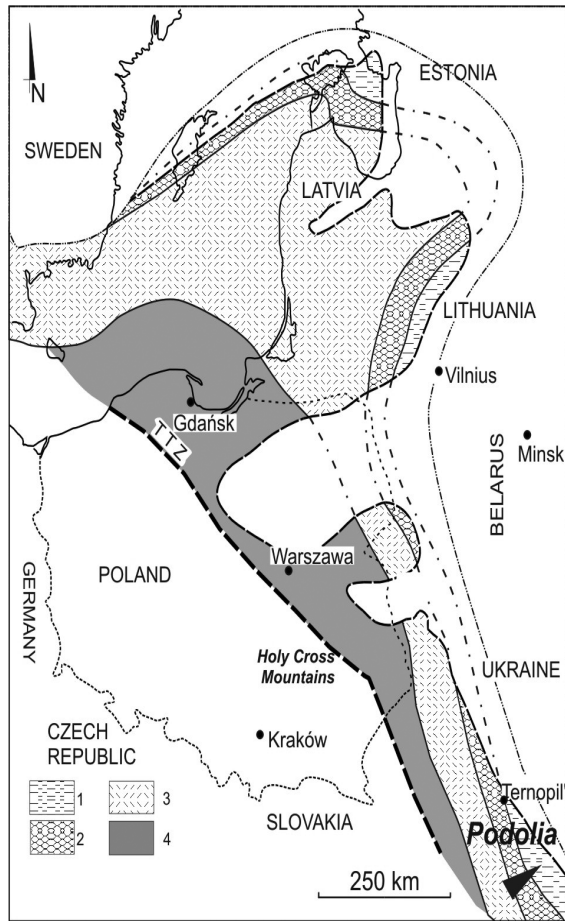 N
ESTONIA
SWEDEN
LATVIA
LITHUANIA
Vilnius
Gdańsk
TTZ
Minsk
BELARUS
Warszawa
POLAND
GERMANY
Holy Cross
Mountains
UKRAINE
CZECH
REPUBLIC
Kraków
1
3
2
4
SLOVAKIA
Ternopil'
Podolia
250 km